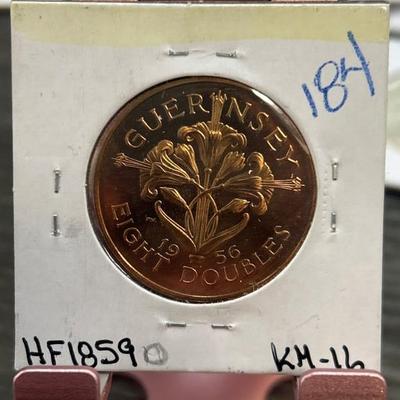 184
GUERNSEY
19 56
EIGHT DOUBLES
HF1859
KM-16